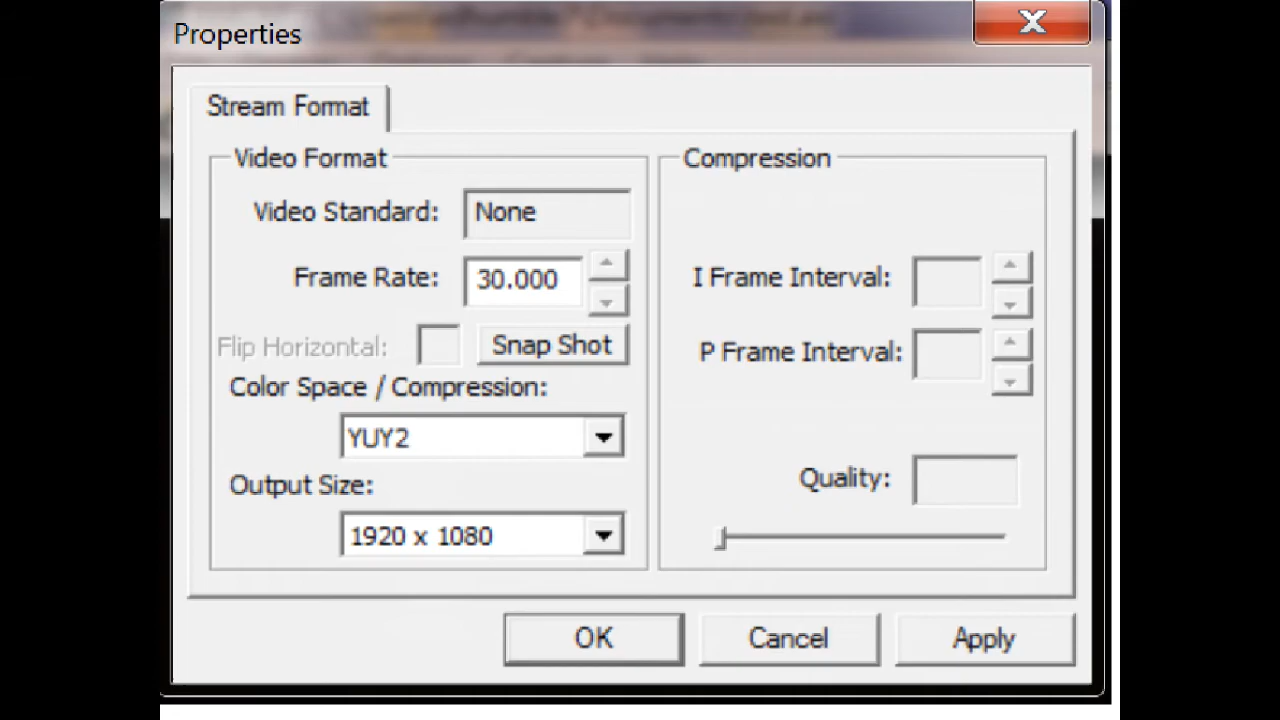 Properties
Stream Format
Video Format
Video Standard: None
Frame Rate: 30.000
Flip Horizontal: Snap Shot
Color Space / Compression:
YUY2
Output Size:
1920 x 1080
Compression
I Frame Interval:
P Frame Interval:
Quality:
OK Cancel Apply